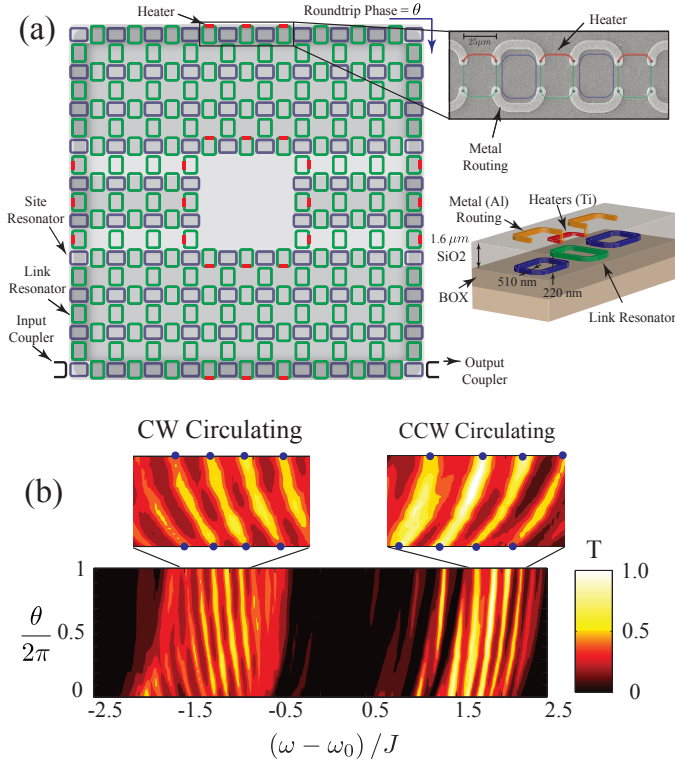 (a)
Heater
Roundtrip Phase = θ
25μm
Heater
Metal
Routing
Metal (Al)
Routing
Heaters (Ti)
1.6 μm
SiO2
BOX
510 nm
220 nm
Link Resonator
Site
Resonator
Link
Resonator
Input
Coupler
Output
Coupler
(b)
CW Circulating
CCW Circulating
T
1.0
0.5
0
θ
2π
1
0.5
0
-2.5
-1.5
-0.5
0.5
1.5
2.5
(ω − ω₀) / J